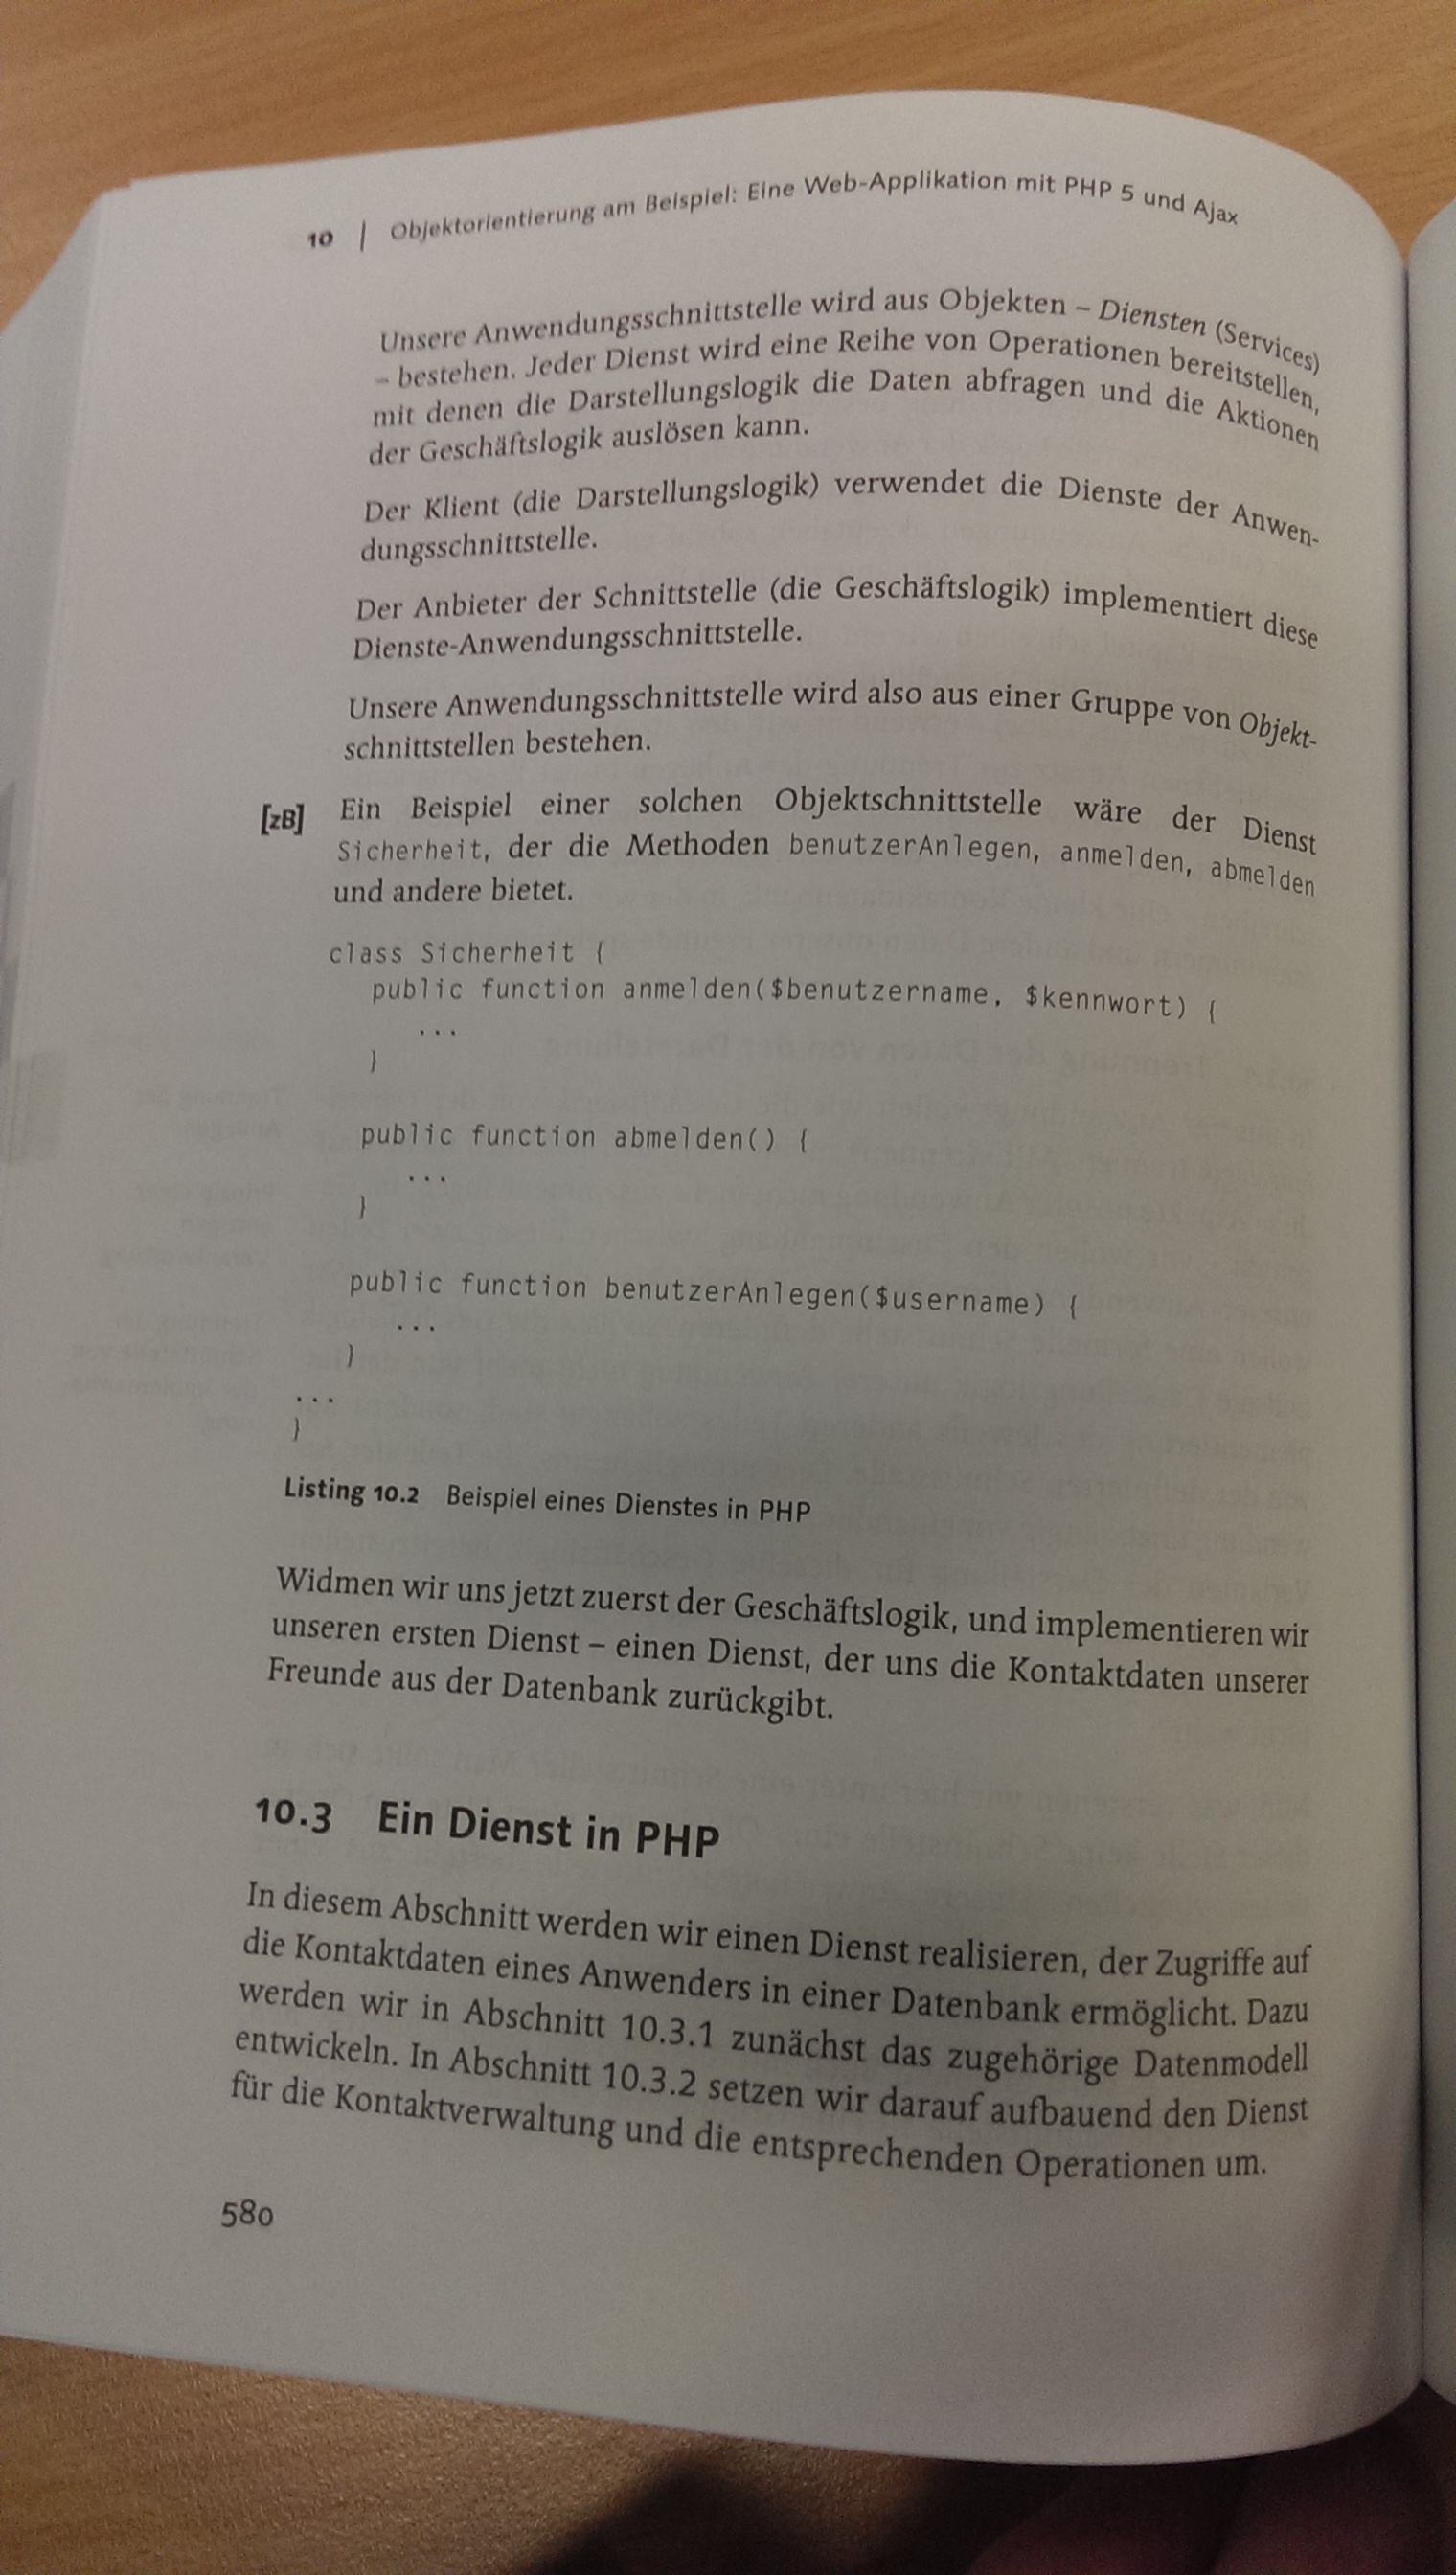 10 | Objektorientierung am Beispiel: Eine Web-Applikation mit PHP 5 und Ajax
Unsere Anwendungsschnittstelle wird aus Objekten – Diensten (Services)
– bestehen. Jeder Dienst wird eine Reihe von Operationen bereitstellen,
mit denen die Darstellungslogik die Daten abfragen und die Aktionen
der Geschäftslogik auslösen kann.
Der Klient (die Darstellungslogik) verwendet die Dienste der Anwen-
dungsschnittstelle.
Der Anbieter der Schnittstelle (die Geschäftslogik) implementiert diese
Dienste-Anwendungsschnittstelle.
Unsere Anwendungsschnittstelle wird also aus einer Gruppe von Objekt-
schnittstellen bestehen.
[zB] Ein Beispiel einer solchen Objektschnittstelle wäre der Dienst
Sicherheit, der die Methoden benutzerAnlegen, anmelden, abmelden
und andere bietet.
class Sicherheit {
public function anmelden($benutzername, $kennwort) {
...
}
public function abmelden() {
...
}
public function benutzerAnlegen($username) {
...
}
...
}
Listing 10.2 Beispiel eines Dienstes in PHP
Widmen wir uns jetzt zuerst der Geschäftslogik, und implementieren wir
unseren ersten Dienst – einen Dienst, der uns die Kontaktdaten unserer
Freunde aus der Datenbank zurückgibt.
10.3 Ein Dienst in PHP
In diesem Abschnitt werden wir einen Dienst realisieren, der Zugriffe auf
die Kontaktdaten eines Anwenders in einer Datenbank ermöglicht. Dazu
werden wir in Abschnitt 10.3.1 zunächst das zugehörige Datenmodell
entwickeln. In Abschnitt 10.3.2 setzen wir darauf aufbauend den Dienst
für die Kontaktverwaltung und die entsprechenden Operationen um.
580